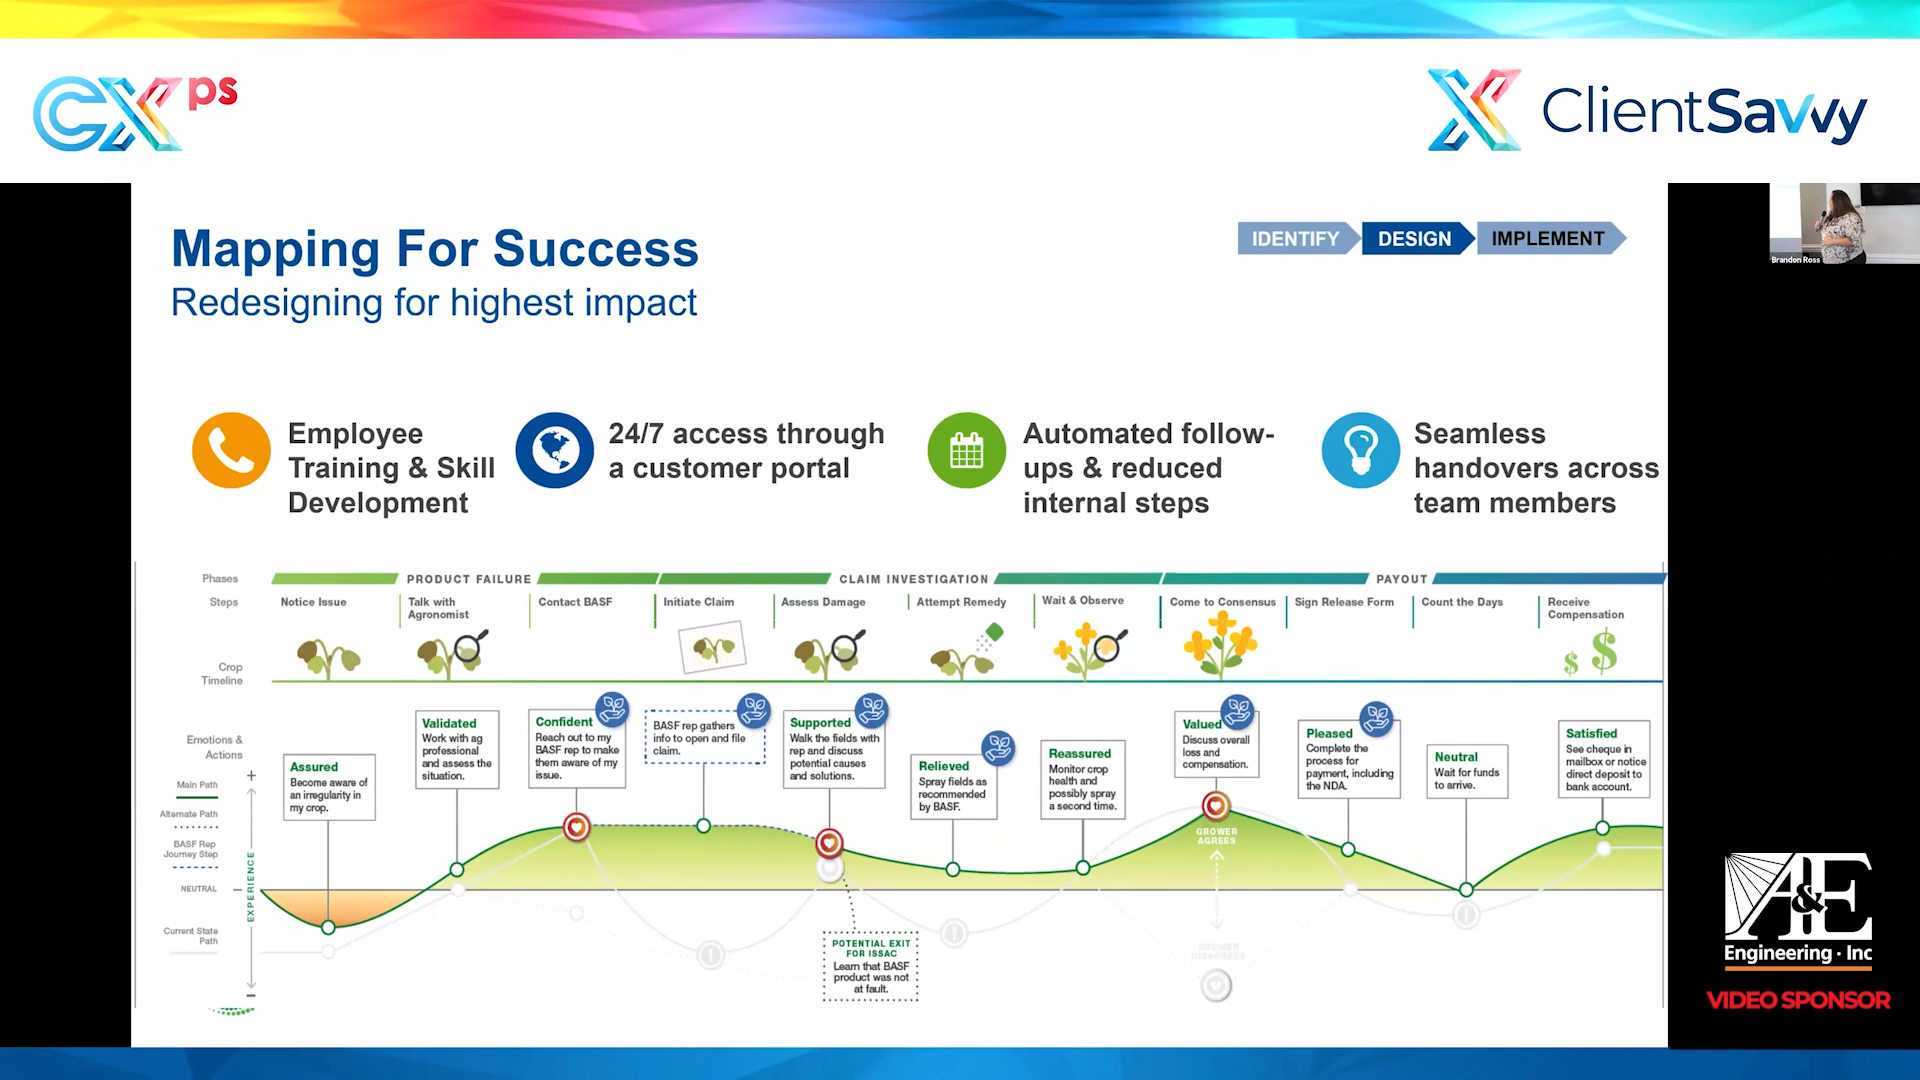 CX ps
ClientSavvy
Mapping For Success
Redesigning for highest impact
IDENTIFY
DESIGN
IMPLEMENT
Brandon Ross
Employee
Training & Skill
Development
24/7 access through
a customer portal
Automated follow-
ups & reduced
internal steps
Seamless
handovers across
team members
Phases
PRODUCT FAILURE
CLAIM INVESTIGATION
PAYOUT
Steps
Notice Issue
Talk with
Agronomist
Contact BASF
Initiate Claim
Assess Damage
Attempt Remedy
Wait & Observe
Come to Consensus
Sign Release Form
Count the Days
Receive
Compensation
$ $
Crop
Timeline
Emotions &
Actions
Assured
Become aware of
an irregularity in
my crop.
Validated
Work with ag
professional
and assess the
situation.
Confident
Reach out to my
BASF rep to make
them aware of my
issue.
BASF rep gathers
info to open and file
claim.
Supported
Walk the fields with
rep and discuss
potential causes
and solutions.
Relieved
Spray fields as
recommended
by BASF.
Reassured
Monitor crop
health and
possibly spray
a second time.
Valued
Discuss overall
loss and
compensation.
Pleased
Complete the
process for
payment, including
the NDA.
Neutral
Wait for funds
to arrive.
Satisfied
See cheque in
mailbox or notice
direct deposit to
bank account.
Main Path
Alternate Path
BASF Rep
Journey Step
NEUTRAL
Current State
Path
+
EXPERIENCE
−
GROWER
AGREES
GROWER
DISAGREES
POTENTIAL EXIT
FOR ISSAC
Learn that BASF
product was not
at fault.
A&E
Engineering · Inc
VIDEO SPONSOR